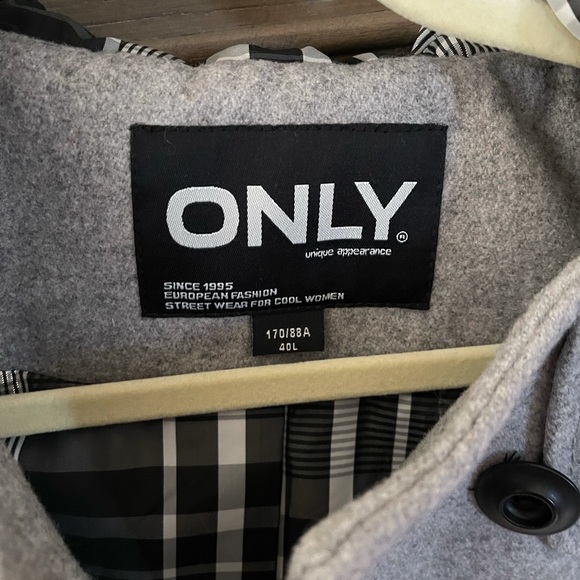 ONLY
unique appearance
SINCE 1995
EUROPEAN FASHION
STREET WEAR FOR COOL WOMEN
170/88A
40L